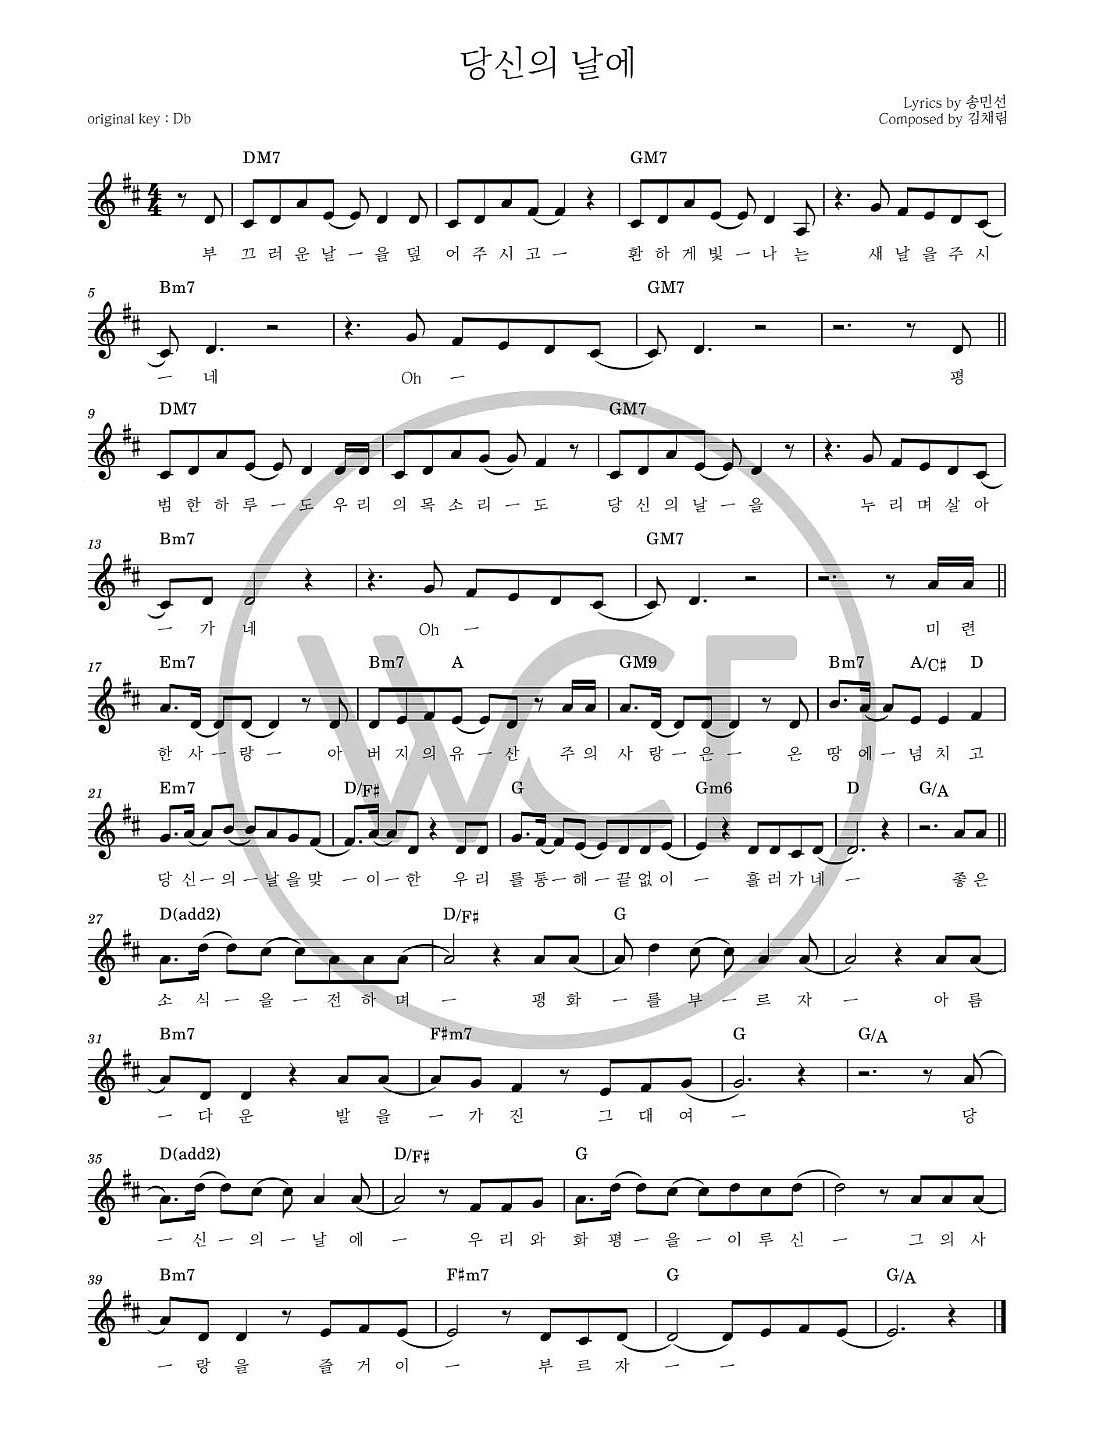 당신의 날에
Lyrics by 송민선
original key : Db
Composed by 김채림
DM7 GM7
4 4
부 끄 러 운 날 ㅡ 을 덮 어 주 시 고 ㅡ 환 하 게 빛 ㅡ 나 는 새 날 을 주 시
5 Bm7 GM7
ㅡ 네 Oh ㅡ 평
9 DM7 GM7
범 한 하 루 ㅡ 도 우 리 의 목 소 리 ㅡ 도 당 신 의 날 ㅡ 을 누 리 며 살 아
13 Bm7 GM7
ㅡ 가 네 Oh ㅡ 미 련
WCF
17 Em7 Bm7 A GM9 Bm7 A/C♯ D
한 사 ㅡ 랑 ㅡ 아 버 지 의 유 ㅡ 산 주 의 사 랑 ㅡ 은 ㅡ 온 땅 에 ㅡ 넘 치 고
21 Em7 D/F♯ G Gm6 D G/A
당 신 ㅡ 의 ㅡ 날 을 맞 ㅡ 이 ㅡ 한 우 리 를 통 ㅡ 해 ㅡ 끝 없 이 ㅡ 흘 러 가 네 ㅡ 좋 은
27 D(add2) D/F♯ G
소 식 ㅡ 을 ㅡ 전 하 며 ㅡ 평 화 ㅡ 를 부 ㅡ 르 자 ㅡ 아 름
31 Bm7 F♯m7 G G/A
ㅡ 다 운 발 을 ㅡ 가 진 그 대 여 ㅡ 당
35 D(add2) D/F♯ G
ㅡ 신 ㅡ 의 ㅡ 날 에 ㅡ 우 리 와 화 평 ㅡ 을 ㅡ 이 루 신 ㅡ 그 의 사
39 Bm7 F♯m7 G G/A
ㅡ 랑 을 즐 거 이 ㅡ 부 르 자 ㅡ ㅡ